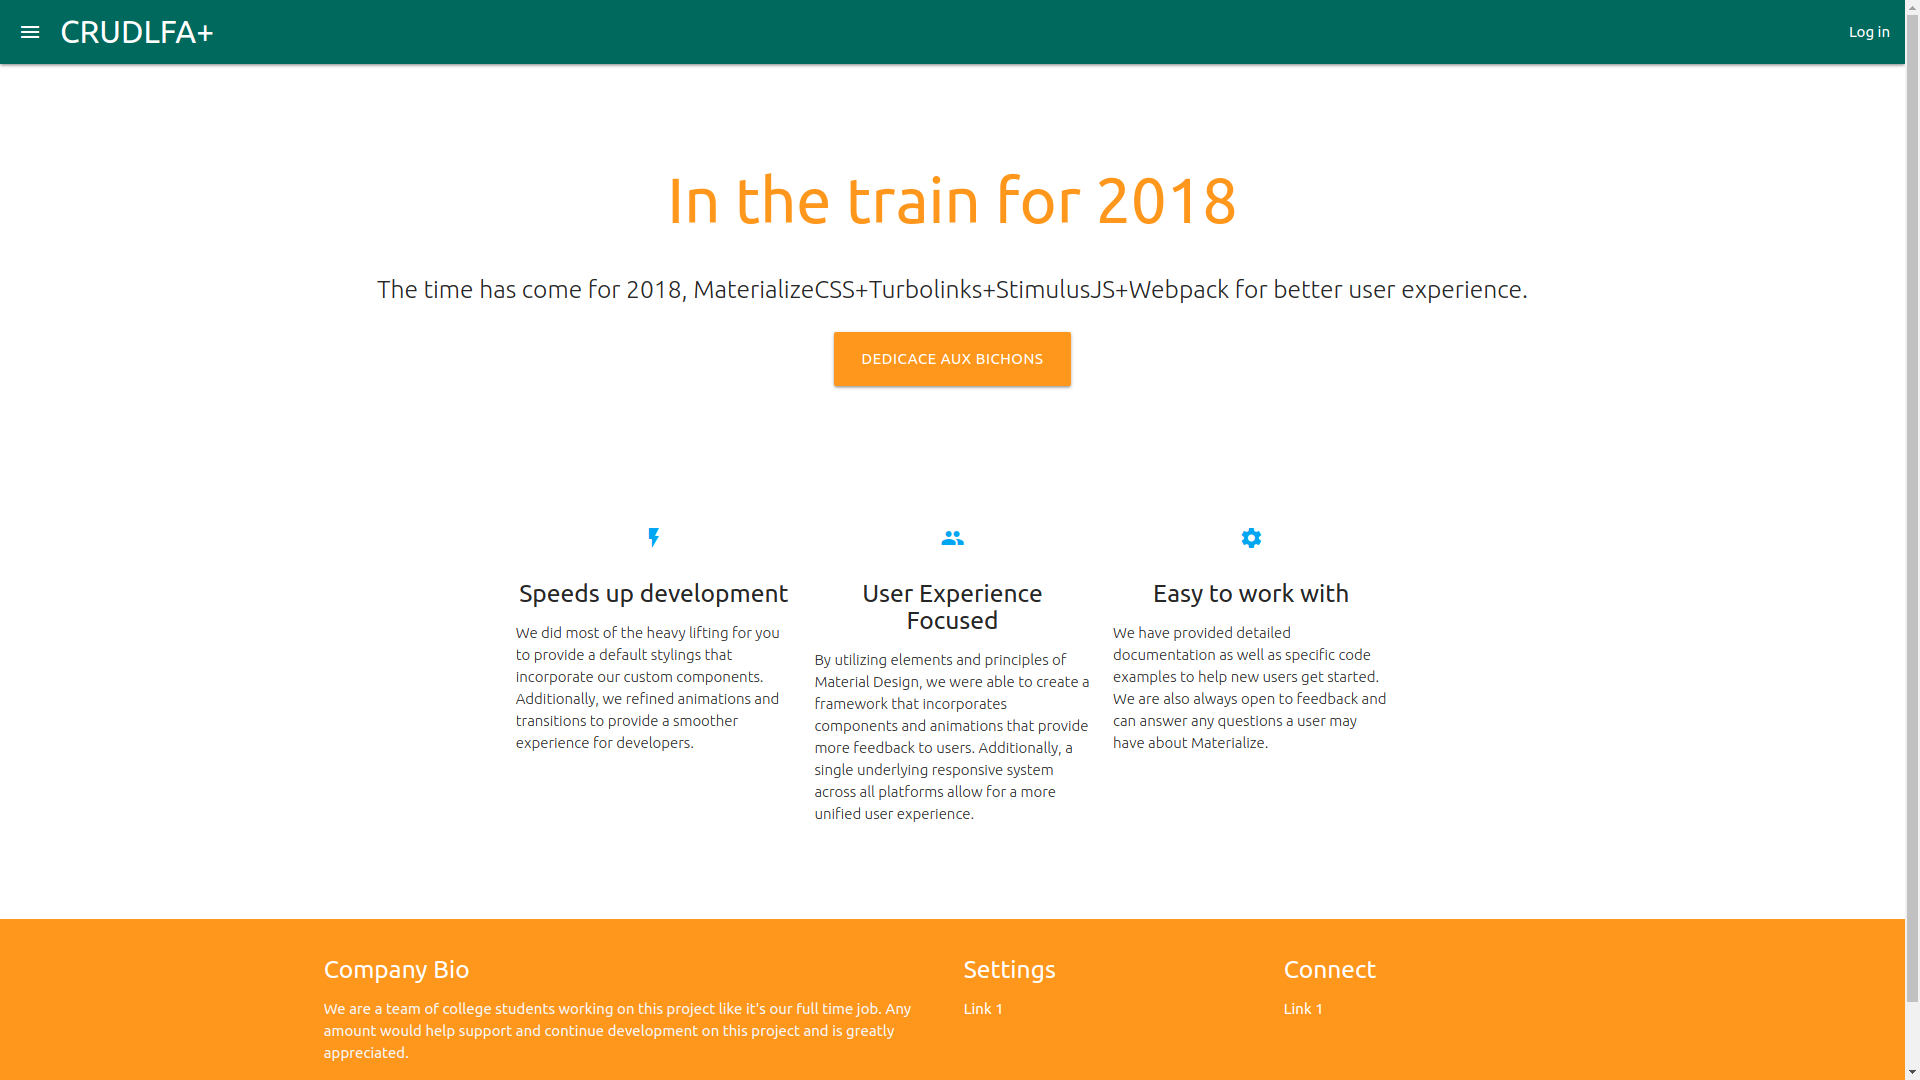 CRUDLFA+
Log in
In the train for 2018
The time has come for 2018, MaterializeCSS+Turbolinks+StimulusJS+Webpack for better user experience.
DEDICACE AUX BICHONS
Speeds up development
We did most of the heavy lifting for you
to provide a default stylings that
incorporate our custom components.
Additionally, we refined animations and
transitions to provide a smoother
experience for developers.
User Experience
Focused
By utilizing elements and principles of
Material Design, we were able to create a
framework that incorporates
components and animations that provide
more feedback to users. Additionally, a
single underlying responsive system
across all platforms allow for a more
unified user experience.
Easy to work with
We have provided detailed
documentation as well as specific code
examples to help new users get started.
We are also always open to feedback and
can answer any questions a user may
have about Materialize.
Company Bio
We are a team of college students working on this project like it's our full time job. Any
amount would help support and continue development on this project and is greatly
appreciated.
Settings
Link 1
Connect
Link 1